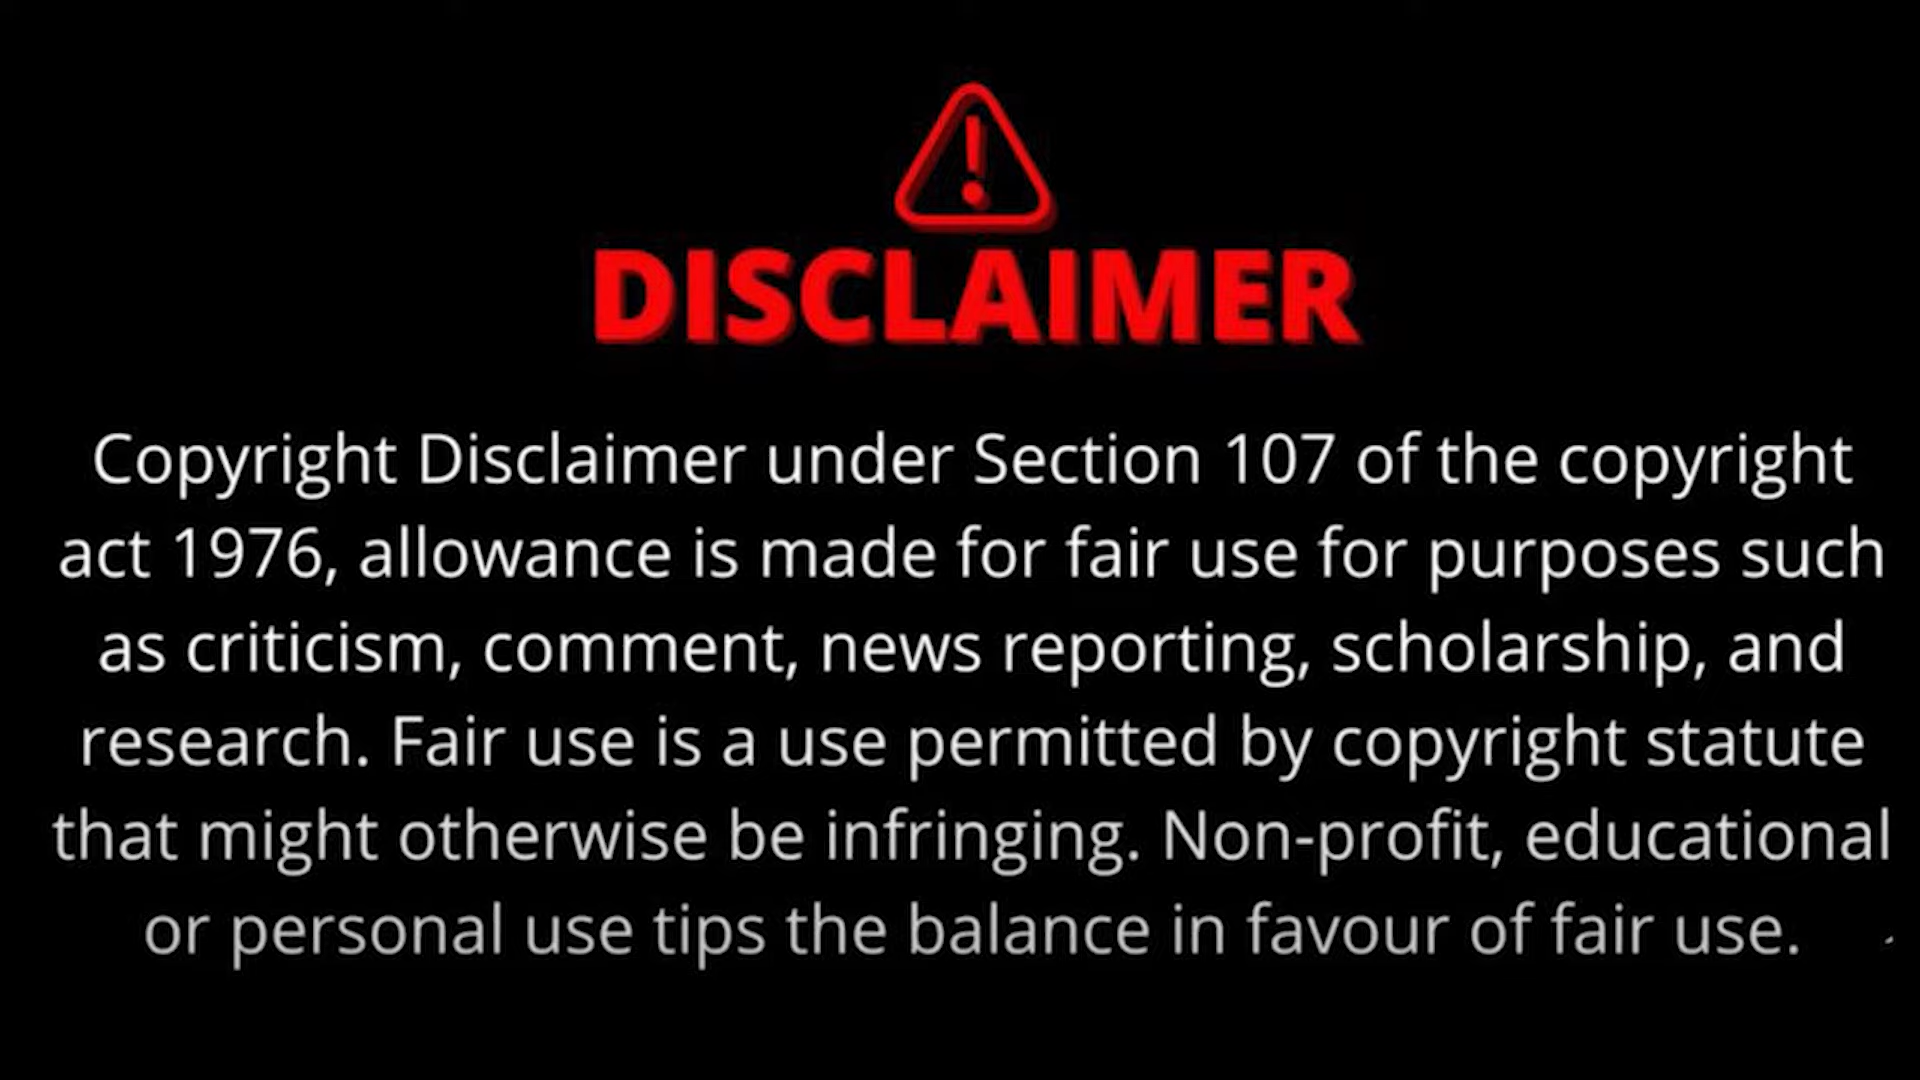 DISCLAIMER
Copyright Disclaimer under Section 107 of the copyright
act 1976, allowance is made for fair use for purposes such
as criticism, comment, news reporting, scholarship, and
research. Fair use is a use permitted by copyright statute
that might otherwise be infringing. Non-profit, educational
or personal use tips the balance in favour of fair use.